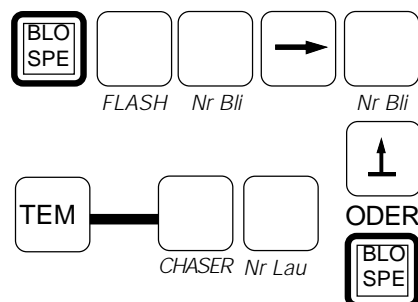 BLO
SPE
FLASH Nr Bli Nr Bli
TEM
ODER
CHASER Nr Lau
BLO
SPE